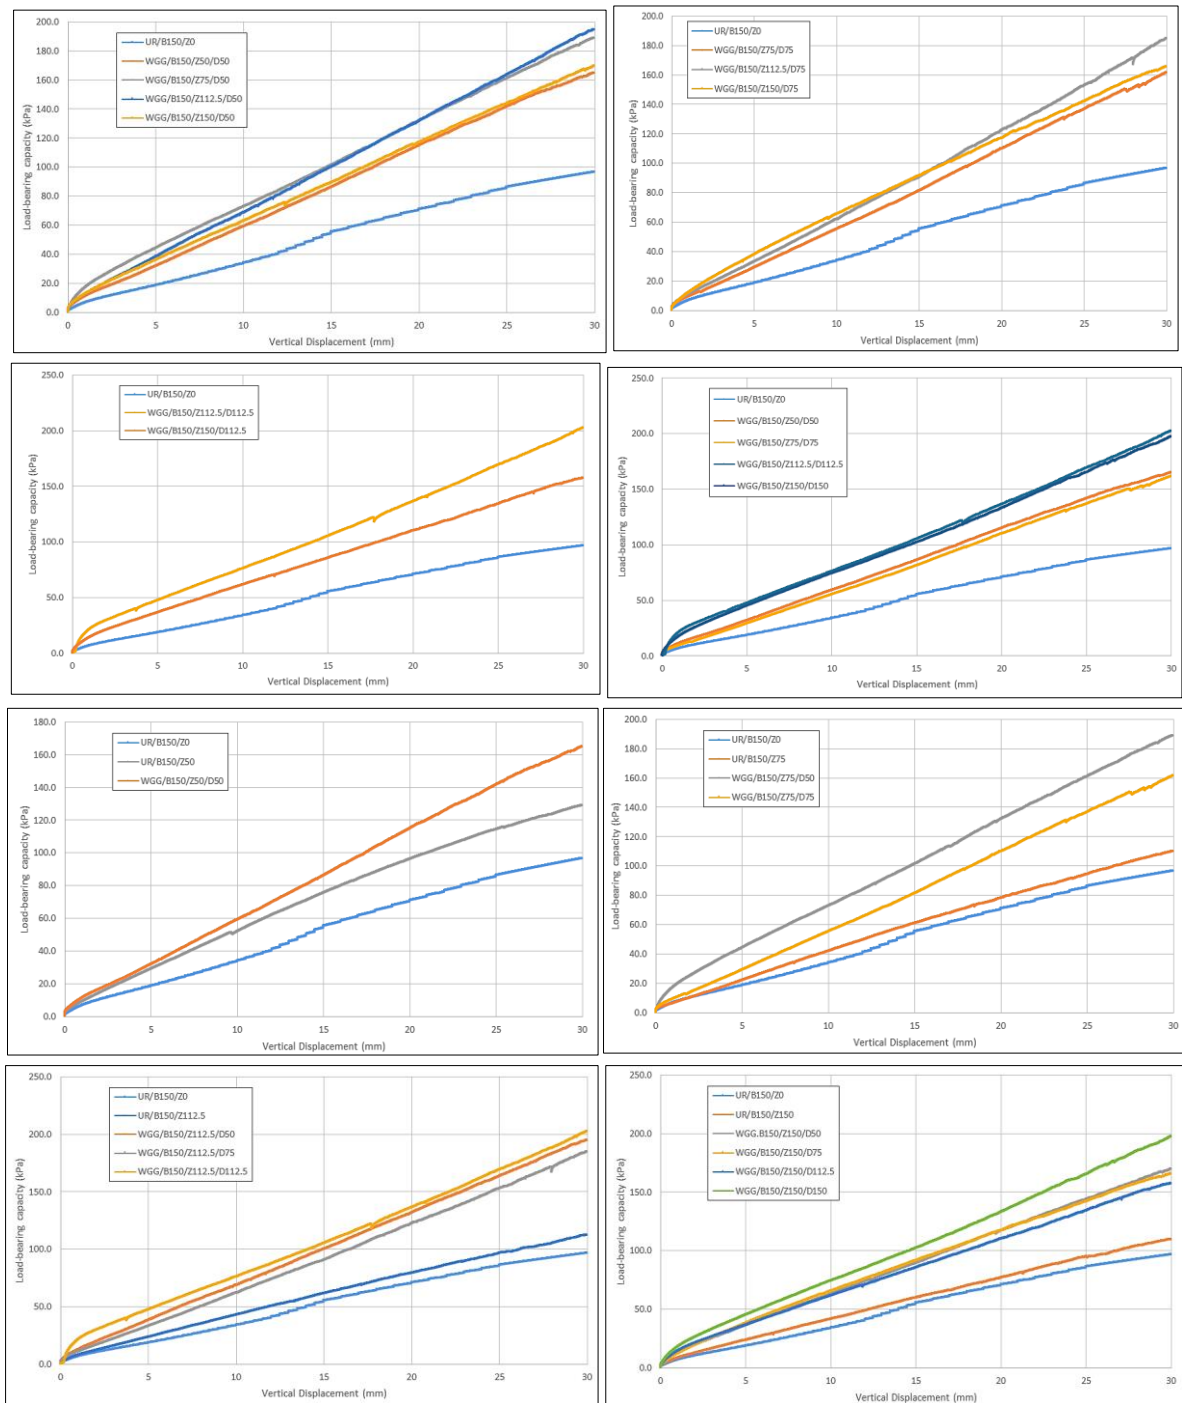 Load-bearing capacity (kPa)
200.0
180.0
160.0
140.0
120.0
100.0
80.0
60.0
40.0
20.0
0.0
UR/B150/Z0
WGG/B150/Z50/D50
WGG/B150/Z75/D50
WGG/B150/Z112.5/D50
WGG/B150/Z150/D50
0 5 10 15 20 25 30
Vertical Displacement (mm)
Load-bearing capacity (kPa)
200.0
180.0
160.0
140.0
120.0
100.0
80.0
60.0
40.0
20.0
0.0
UR/B150/Z0
WGG/B150/Z75/D75
WGG/B150/Z112.5/D75
WGG/B150/Z150/D75
0 5 10 15 20 25 30
Vertical Displacement (mm)
Load-bearing capacity (kPa)
250.0
200.0
150.0
100.0
50.0
0.0
UR/B150/Z0
WGG/B150/Z112.5/D112.5
WGG/B150/Z150/D112.5
0 5 10 15 20 25 30
Vertical Displacement (mm)
Load-bearing capacity (kPa)
250.0
200.0
150.0
100.0
50.0
0.0
UR/B150/Z0
WGG/B150/Z50/D50
WGG/B150/Z75/D75
WGG/B150/Z112.5/D112.5
WGG/B150/Z150/D150
0 5 10 15 20 25 30
Vertical Displacement (mm)
Load-bearing capacity (kPa)
180.0
160.0
140.0
120.0
100.0
80.0
60.0
40.0
20.0
0.0
UR/B150/Z0
UR/B150/Z50
WGG/B150/Z50/D50
0 5 10 15 20 25 30
Vertical Displacement (mm)
Load-bearing capacity (kPa)
200.0
180.0
160.0
140.0
120.0
100.0
80.0
60.0
40.0
20.0
0.0
UR/B150/Z0
UR/B150/Z75
WGG/B150/Z75/D50
WGG/B150/Z75/D75
0 5 10 15 20 25 30
Vertical Displacement (mm)
Load-bearing capacity (kPa)
250.0
200.0
150.0
100.0
50.0
0.0
UR/B150/Z0
UR/B150/Z112.5
WGG/B150/Z112.5/D50
WGG/B150/Z112.5/D75
WGG/B150/Z112.5/D112.5
0 5 10 15 20 25 30
Vertical Displacement (mm)
Load-bearing capacity (kPa)
250.0
200.0
150.0
100.0
50.0
0.0
UR/B150/Z0
UR/B150/Z150
WGG.B150/Z150/D50
WGG/B150/Z150/D75
WGG/B150/Z150/D112.5
WGG/B150/Z150/D150
0 5 10 15 20 25 30
Vertical Displacement (mm)